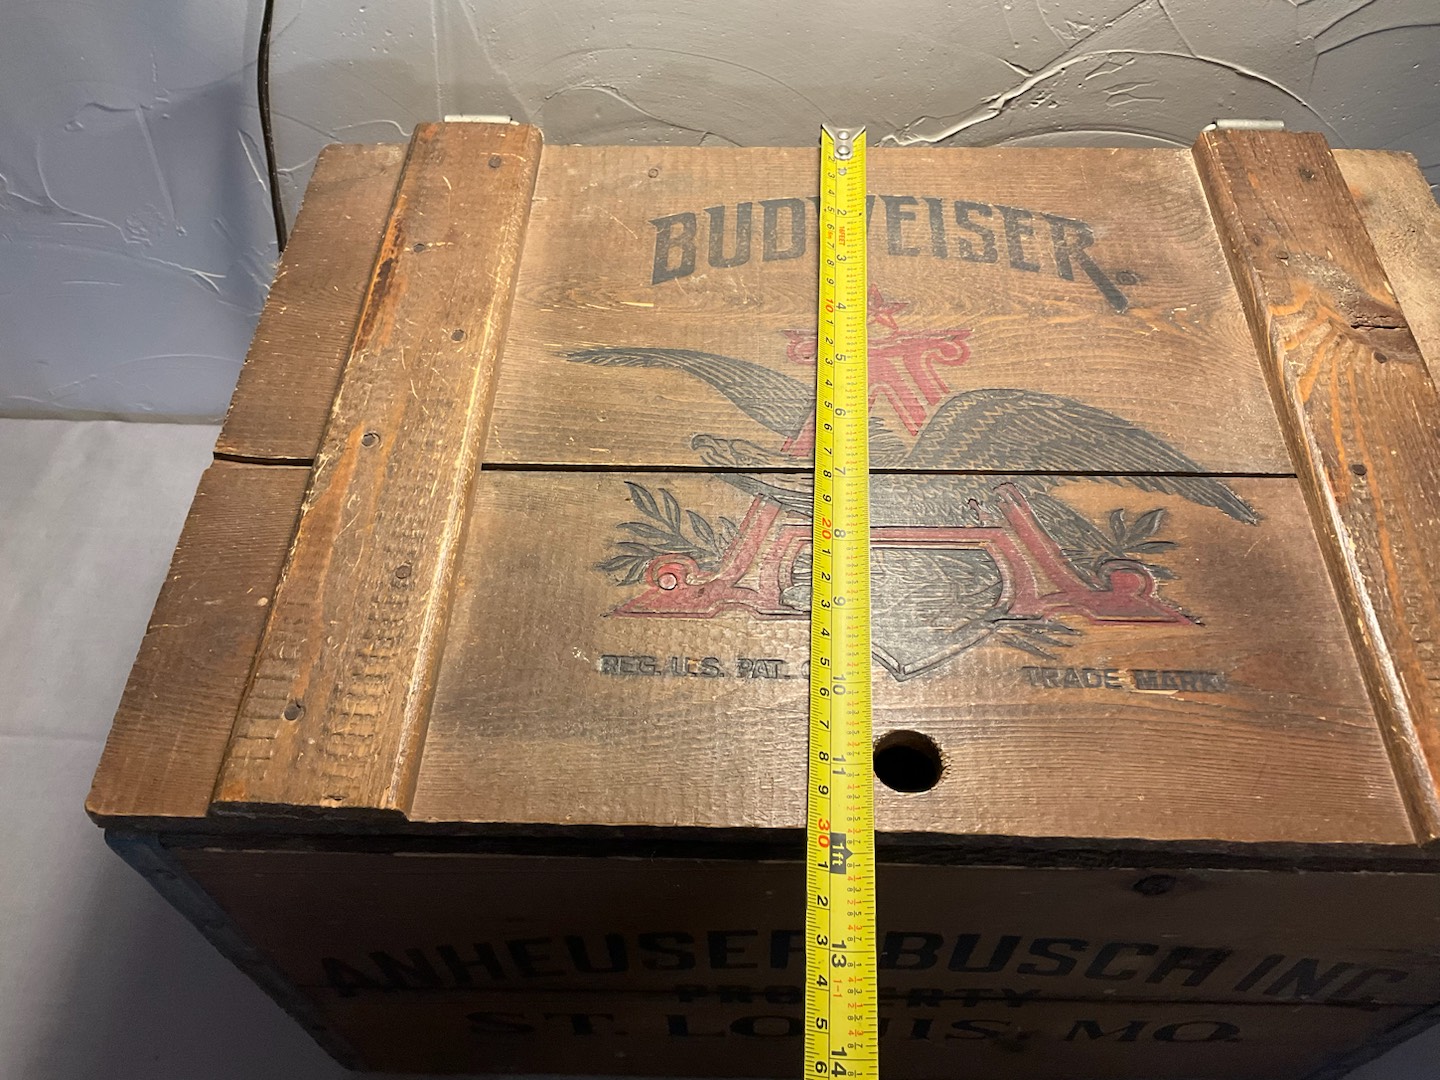 BUDWEISER
REG. U.S. PAT.
TRADE MARK
ANHEUSER BUSCH INC
PROPERTY
ST. LOUIS, MO.